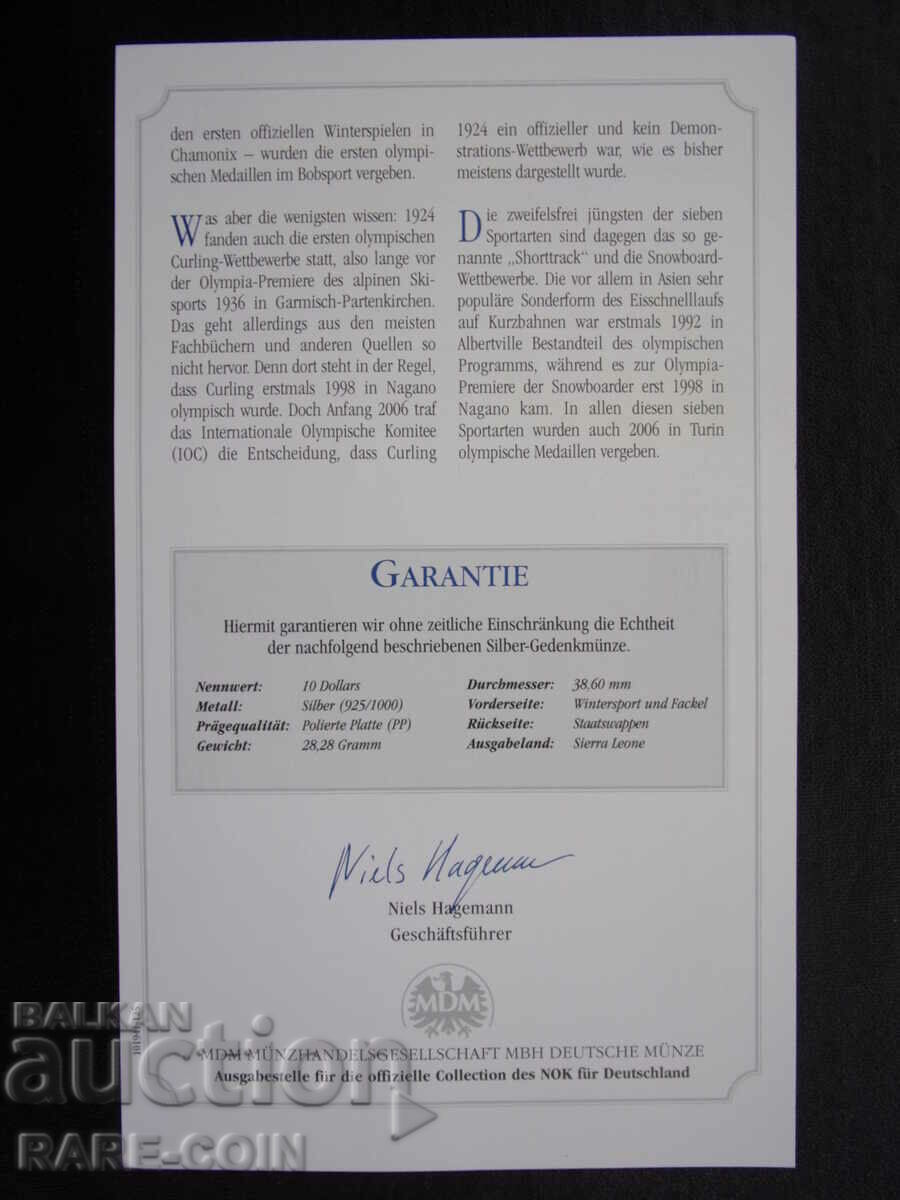 den ersten offiziellen Winterspielen in
Chamonix – wurden die ersten olympi-
schen Medaillen im Bobsport vergeben.
Was aber die wenigsten wissen: 1924
fanden auch die ersten olympischen
Curling-Wettbewerbe statt, also lange vor
der Olympia-Premiere des alpinen Ski-
sports 1936 in Garmisch-Partenkirchen.
Das geht allerdings aus den meisten
Fachbüchern und anderen Quellen so
nicht hervor. Denn dort steht in der Regel,
dass Curling erstmals 1998 in Nagano
olympisch wurde. Doch Anfang 2006 traf
das Internationale Olympische Komitee
(IOC) die Entscheidung, dass Curling
1924 ein offizieller und kein Demon-
strations-Wettbewerb war, wie es bisher
meistens dargestellt wurde.
Die zweifelsfrei jüngsten der sieben
Sportarten sind dagegen das so ge-
nannte „Shorttrack“ und die Snowboard-
Wettbewerbe. Die vor allem in Asien sehr
populäre Sonderform des Eisschnelllaufs
auf Kurzbahnen war erstmals 1992 in
Albertville Bestandteil des olympischen
Programms, während es zur Olympia-
Premiere der Snowboarder erst 1998 in
Nagano kam. In allen diesen sieben
Sportarten wurden auch 2006 in Turin
olympische Medaillen vergeben.
GARANTIE
Hiermit garantieren wir ohne zeitliche Einschränkung die Echtheit
der nachfolgend beschriebenen Silber-Gedenkmünze.
Nennwert: 10 Dollars
Metall: Silber (925/1000)
Prägequalität: Polierte Platte (PP)
Gewicht: 28,28 Gramm
Durchmesser: 38,60 mm
Vorderseite: Wintersport und Fackel
Rückseite: Staatswappen
Ausgabeland: Sierra Leone
Niels Hagemann
Niels Hagemann
Geschäftsführer
MDM
MDM MÜNZHANDELSGESELLSCHAFT MBH DEUTSCHE MÜNZE
Ausgabestelle für die offizielle Collection des NOK für Deutschland
BALKAN
auction
RARE-COIN